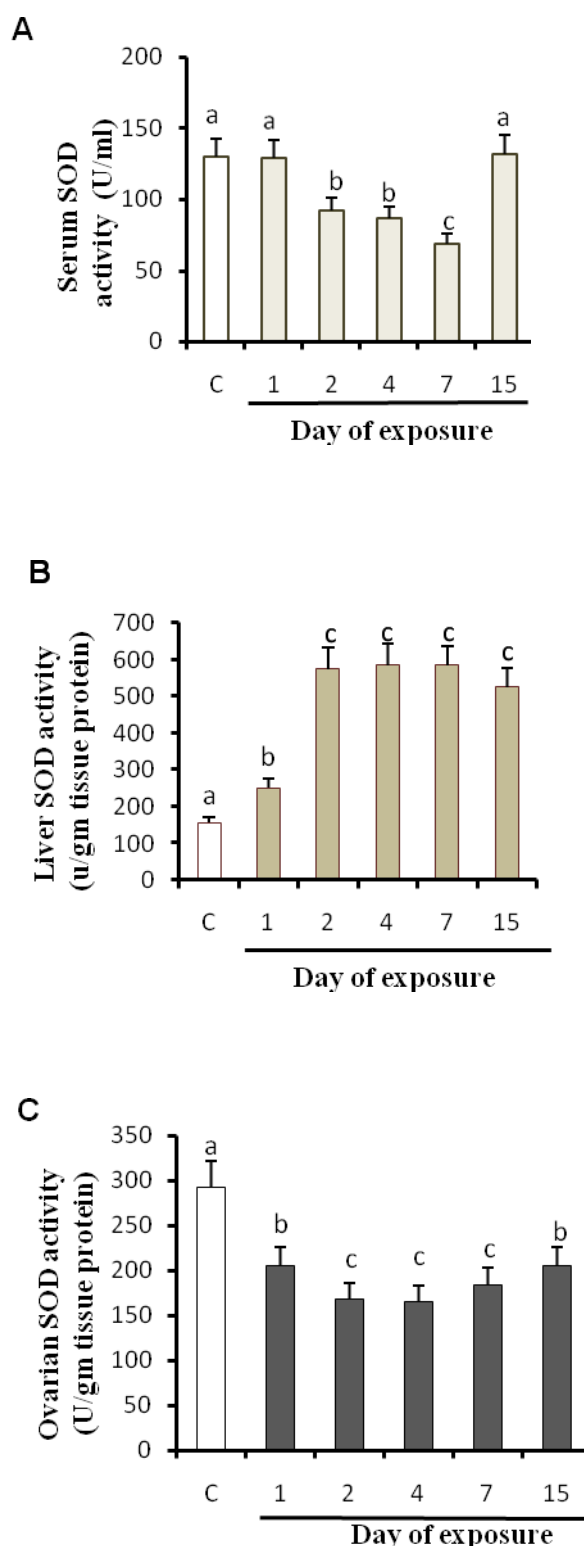 A
Serum SOD
activity (U/ml)
200
150
100
50
0
a
a
b
b
c
a
C 1 2 4 7 15
Day of exposure
B
Liver SOD activity
(u/gm tissue protein)
700
600
500
400
300
200
100
0
a
b
c
c
c
c
C 1 2 4 7 15
Day of exposure
C
Ovarian SOD activity
(U/gm tissue protein)
350
300
250
200
150
100
50
0
a
b
c
c
c
b
C 1 2 4 7 15
Day of exposure